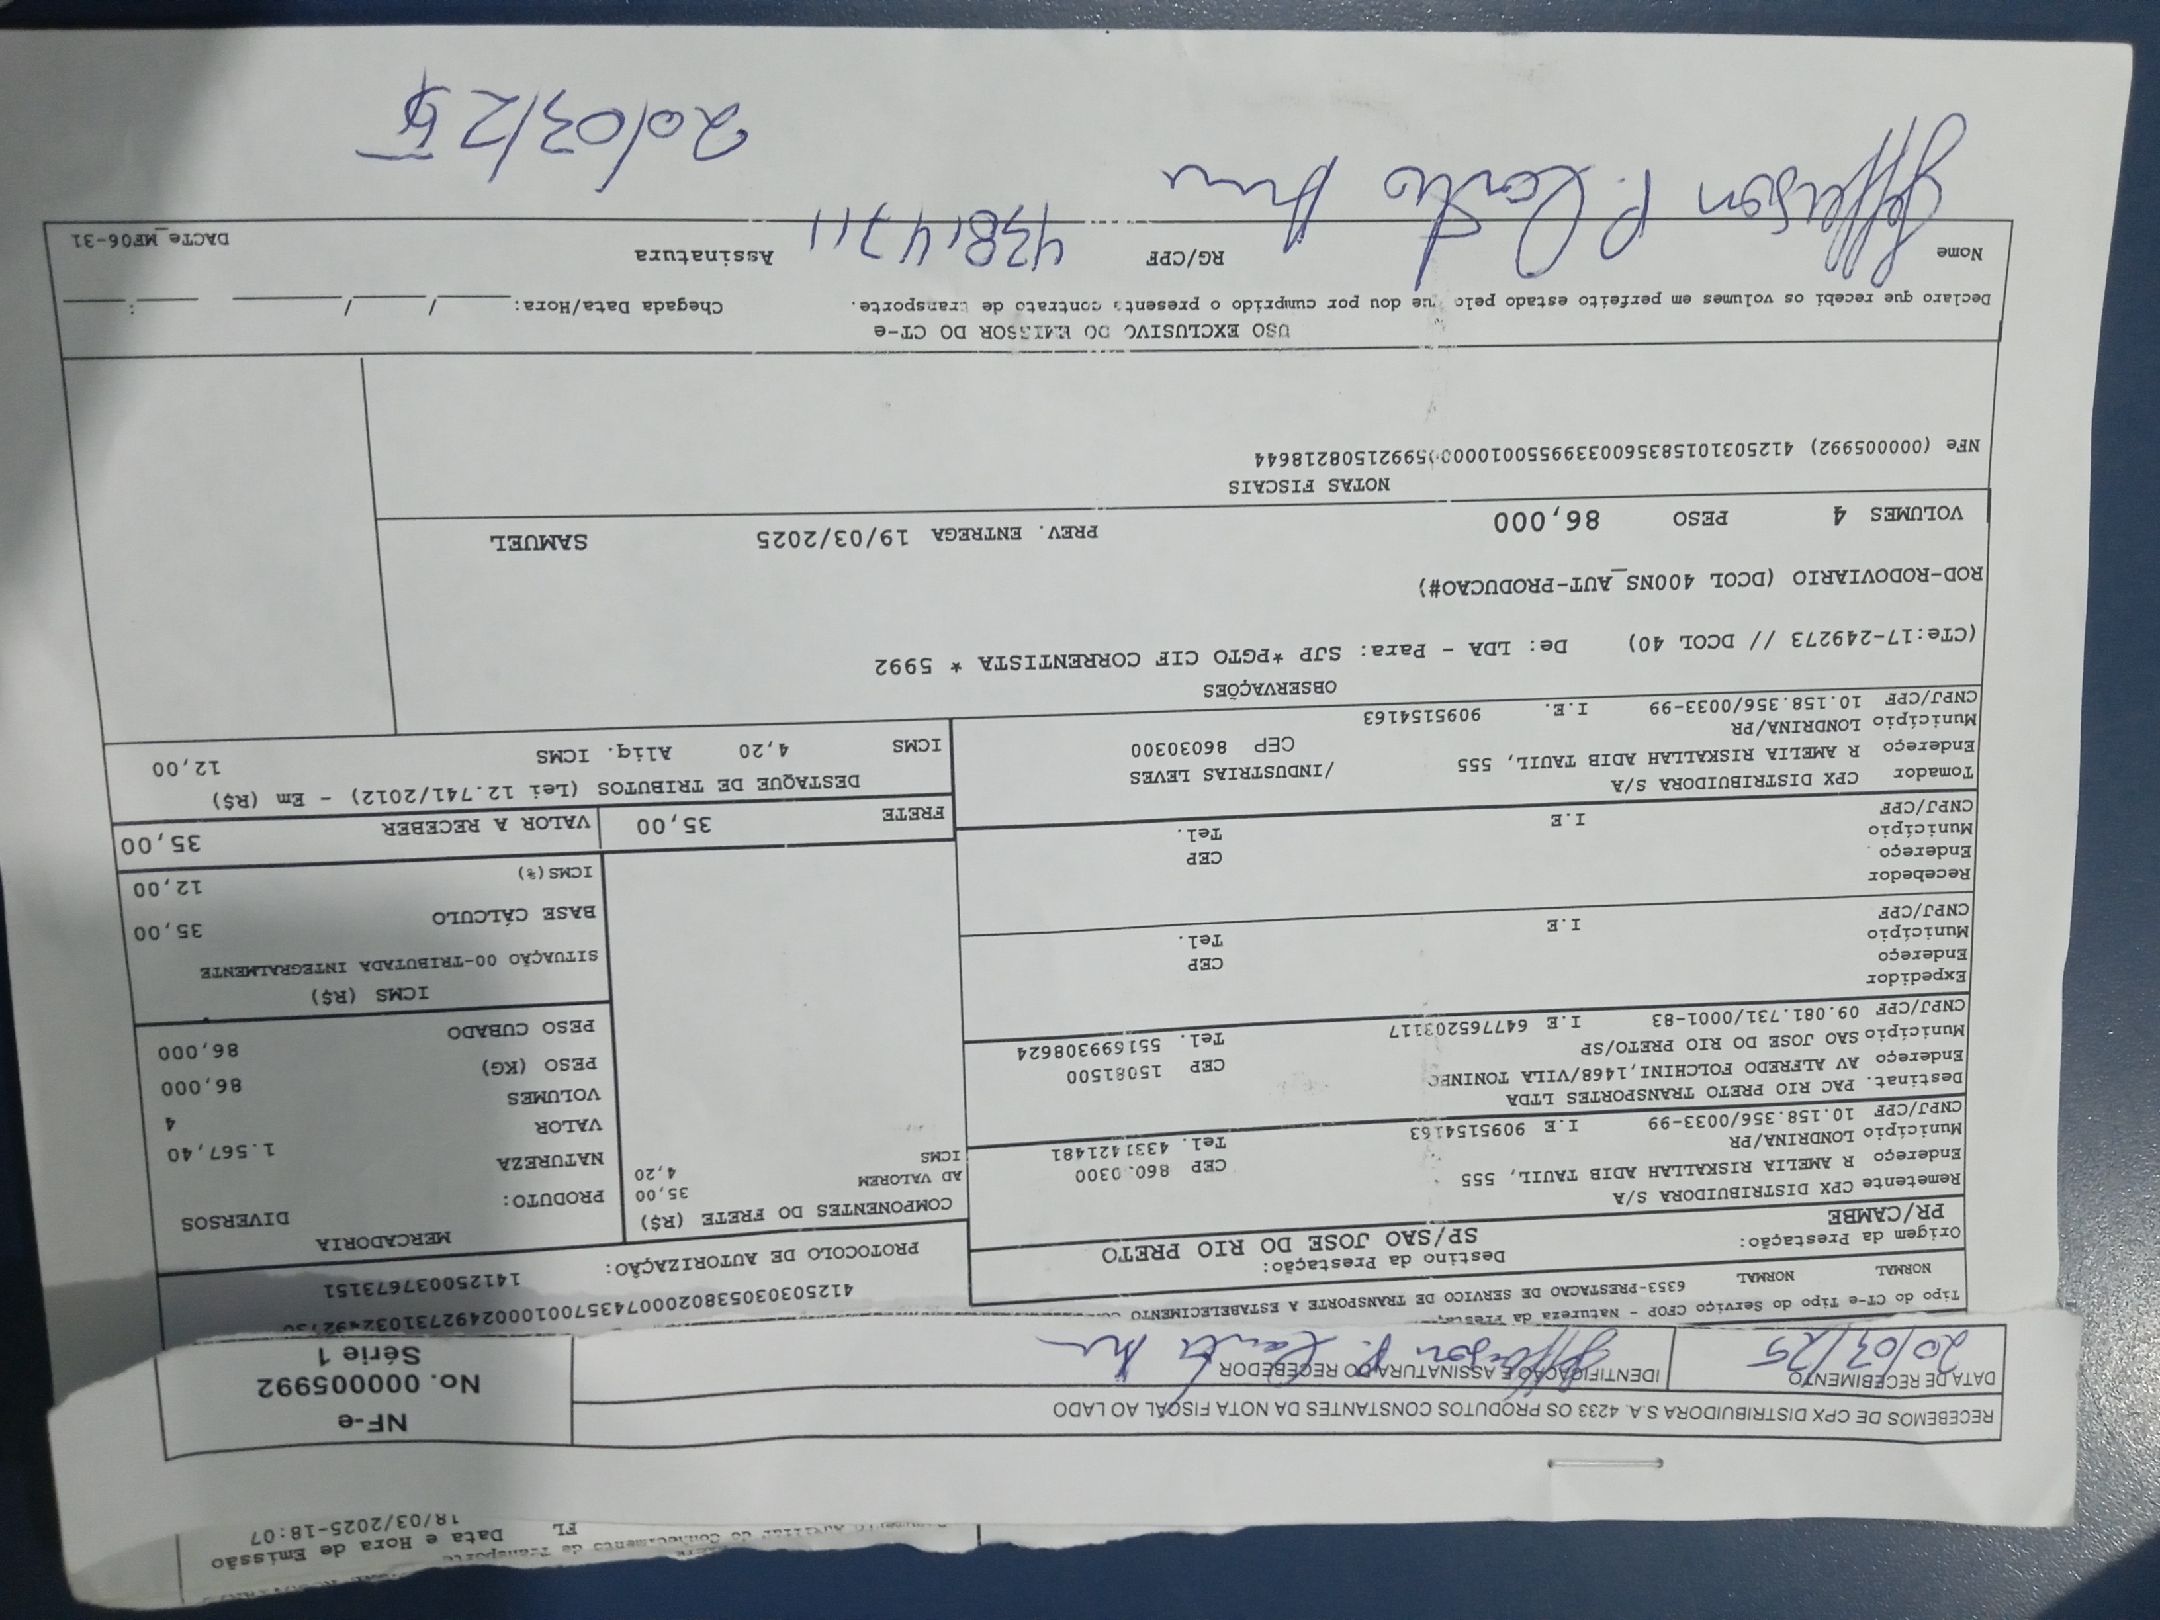 Data e Hora de Emissão
FL 18/03/2025-18:07
RECEBEMOS DE CPX DISTRIBUIDORA S.A. 4233 OS PRODUTOS CONSTANTES DA NOTA FISCAL AO LADO
NF-e
No. 000005992
Série 1
DATA DE RECEBIMENTO
20/03/25
IDENTIFICAÇÃO E ASSINATURA DO RECEBEDOR
Jefferson P.
Tipo do CT-e Tipo do Serviço CFOP - Natureza da
NORMAL NORMAL 6353-PRESTACAO DE SERVICO DE TRANSPORTE A ESTABELECIMENTO
Origem da Prestação:
PR/CAMBE
Destino da Prestação:
SP/SAO JOSE DO RIO PRETO
PROTOCOLO DE AUTORIZAÇÃO:
141250037673151
Remetente CPX DISTRIBUIDORA S/A
Endereço R AMELIA RISKALLAH ADIB TAUIL, 555
Município LONDRINA/PR CEP
CNPJ/CPF 10.158.356/0033-99 I.E 9095154163 Tel. 4331421481
Destinat. PAC RIO PRETO TRANSPORTES LTDA
Endereço AV ALFREDO FOLCHINI,1468/VILA
Município SAO JOSE DO RIO PRETO/SP CEP 15081500
CNPJ/CPF 09.081.731/0001-83 I.E 647765203117 Tel. 551699308624
Expedidor
Endereço
Município CEP
CNPJ/CPF I.E Tel.
Recebedor
Endereço
Município CEP
CNPJ/CPF I.E Tel.
Tomador CPX DISTRIBUIDORA S/A
Endereço R AMELIA RISKALLAH ADIB TAUIL, 555 /INDUSTRIAS LEVES
Município LONDRINA/PR CEP 86030300
CNPJ/CPF 10.158.356/0033-99 I.E. 9095154163
COMPONENTES DO FRETE (R$)
AD VALOREM 35,00
ICMS 4,20
MERCADORIA
PRODUTO: DIVERSOS
NATUREZA
VALOR 1.567,40
VOLUMES 4
PESO (KG) 86,000
PESO CUBADO 86,000
ICMS (R$)
SITUAÇÃO 00-TRIBUTADA INTEGRALMENTE
BASE CÁLCULO 35,00
ICMS(%) 12,00
FRETE 35,00
VALOR A RECEBER 35,00
DESTAQUE DE TRIBUTOS (Lei 12.741/2012) - Em (R$)
ICMS 4,20 Aliq. ICMS 12,00
OBSERVAÇÕES
(CTe:17-249273 // DCOL 40) De: LDA - Para: SJP *PGTO CIF CORRENTISTA * 5992
ROD-RODOVIARIO (DCOL 400NS_AUT-PRODUCAO#)
VOLUMES 4 PESO 86,000 PREV. ENTREGA 19/03/2025 SAMUEL
NOTAS FISCAIS
NFe (000005992)
USO EXCLUSIVO DO EMISSOR DO CT-e
Declaro que recebi os volumes em perfeito estado pelo que dou por cumprido o presente contrato de transporte. Chegada Data/Hora: ____/____/____ ___:___
Nome RG/CPF 43814711 Assinatura DACTe_MF06-31
Jefferson P.
20/03/25